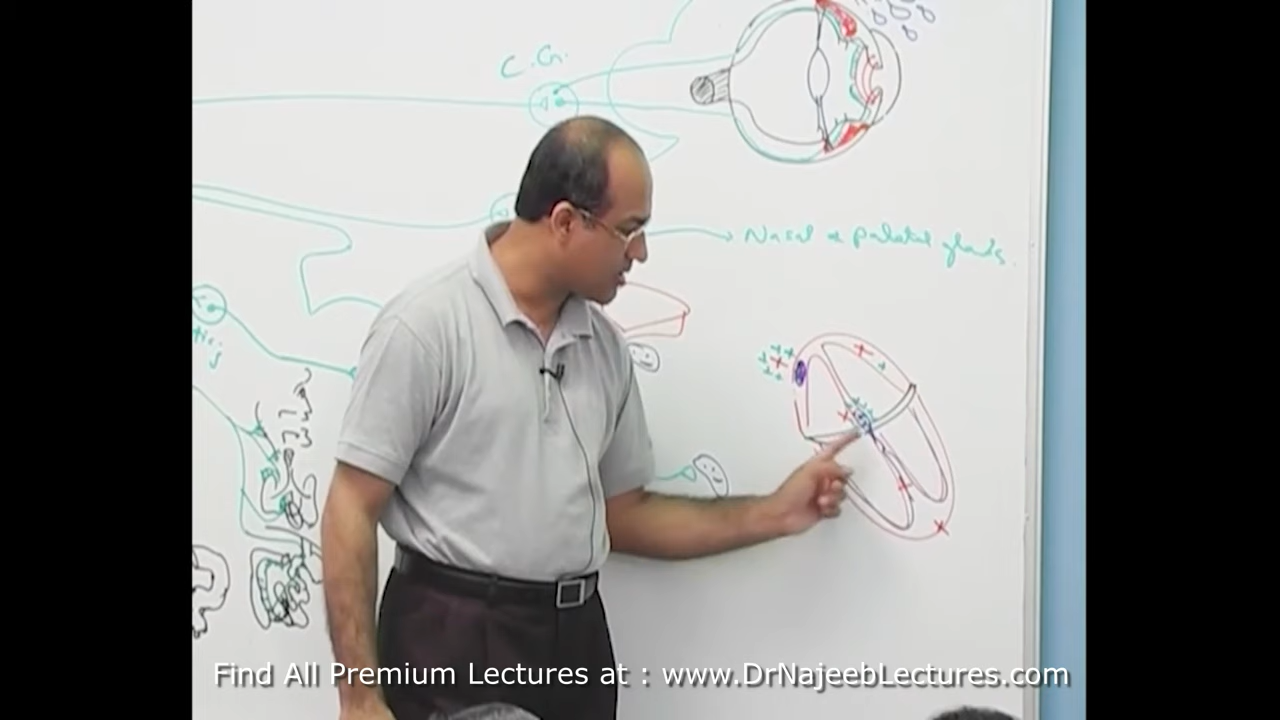 C.G.
Nasal & palatal glands.
Find All Premium Lectures at : www.DrNajeebLectures.com